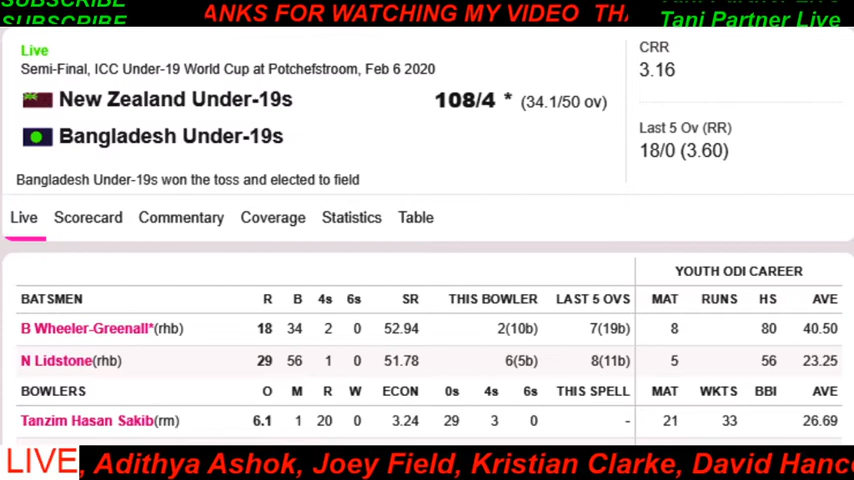 SUBSCRIBE
SUBSCRIBE
ANKS FOR WATCHING MY VIDEO TH
Tani Partner Live
Live
Semi-Final, ICC Under-19 World Cup at Potchefstroom, Feb 6 2020
New Zealand Under-19s 108/4 * (34.1/50 ov)
Bangladesh Under-19s
Bangladesh Under-19s won the toss and elected to field
CRR
3.16
Last 5 Ov (RR)
18/0 (3.60)
Live Scorecard Commentary Coverage Statistics Table
YOUTH ODI CAREER
BATSMEN R B 4s 6s SR THIS BOWLER LAST 5 OVS MAT RUNS HS AVE
B Wheeler-Greenall*(rhb) 18 34 2 0 52.94 2(10b) 7(19b) 8 80 40.50
N Lidstone(rhb) 29 56 1 0 51.78 6(5b) 8(11b) 5 56 23.25
BOWLERS O M R W ECON 0s 4s 6s THIS SPELL MAT WKTS BBI AVE
Tanzim Hasan Sakib(rm) 6.1 1 20 0 3.24 29 3 0 - 21 33 26.69
LIVE, Adithya Ashok, Joey Field, Kristian Clarke, David Hanc